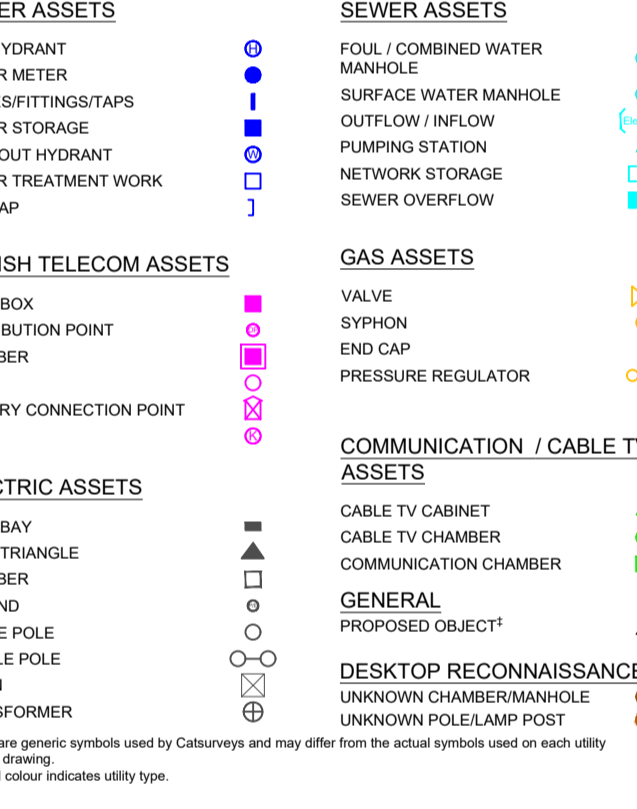 ER ASSETS
YDRANT
R METER
S/FITTINGS/TAPS
R STORAGE
OUT HYDRANT
R TREATMENT WORK
AP
ISH TELECOM ASSETS
BOX
BUTION POINT
BER
RY CONNECTION POINT
CTRIC ASSETS
BAY
TRIANGLE
BER
ND
E POLE
LE POLE
SFORMER
H
W
DP
K
SEWER ASSETS
FOUL / COMBINED WATER
MANHOLE
SURFACE WATER MANHOLE
OUTFLOW / INFLOW
Ele
PUMPING STATION
NETWORK STORAGE
SEWER OVERFLOW
GAS ASSETS
VALVE
SYPHON
END CAP
PRESSURE REGULATOR
COMMUNICATION / CABLE TV
ASSETS
CABLE TV CABINET
CABLE TV CHAMBER
COMMUNICATION CHAMBER
GENERAL
PROPOSED OBJECT‡
DESKTOP RECONNAISSANCE
UNKNOWN CHAMBER/MANHOLE
UNKNOWN POLE/LAMP POST
are generic symbols used by Catsurveys and may differ from the actual symbols used on each utility
drawing.
colour indicates utility type.